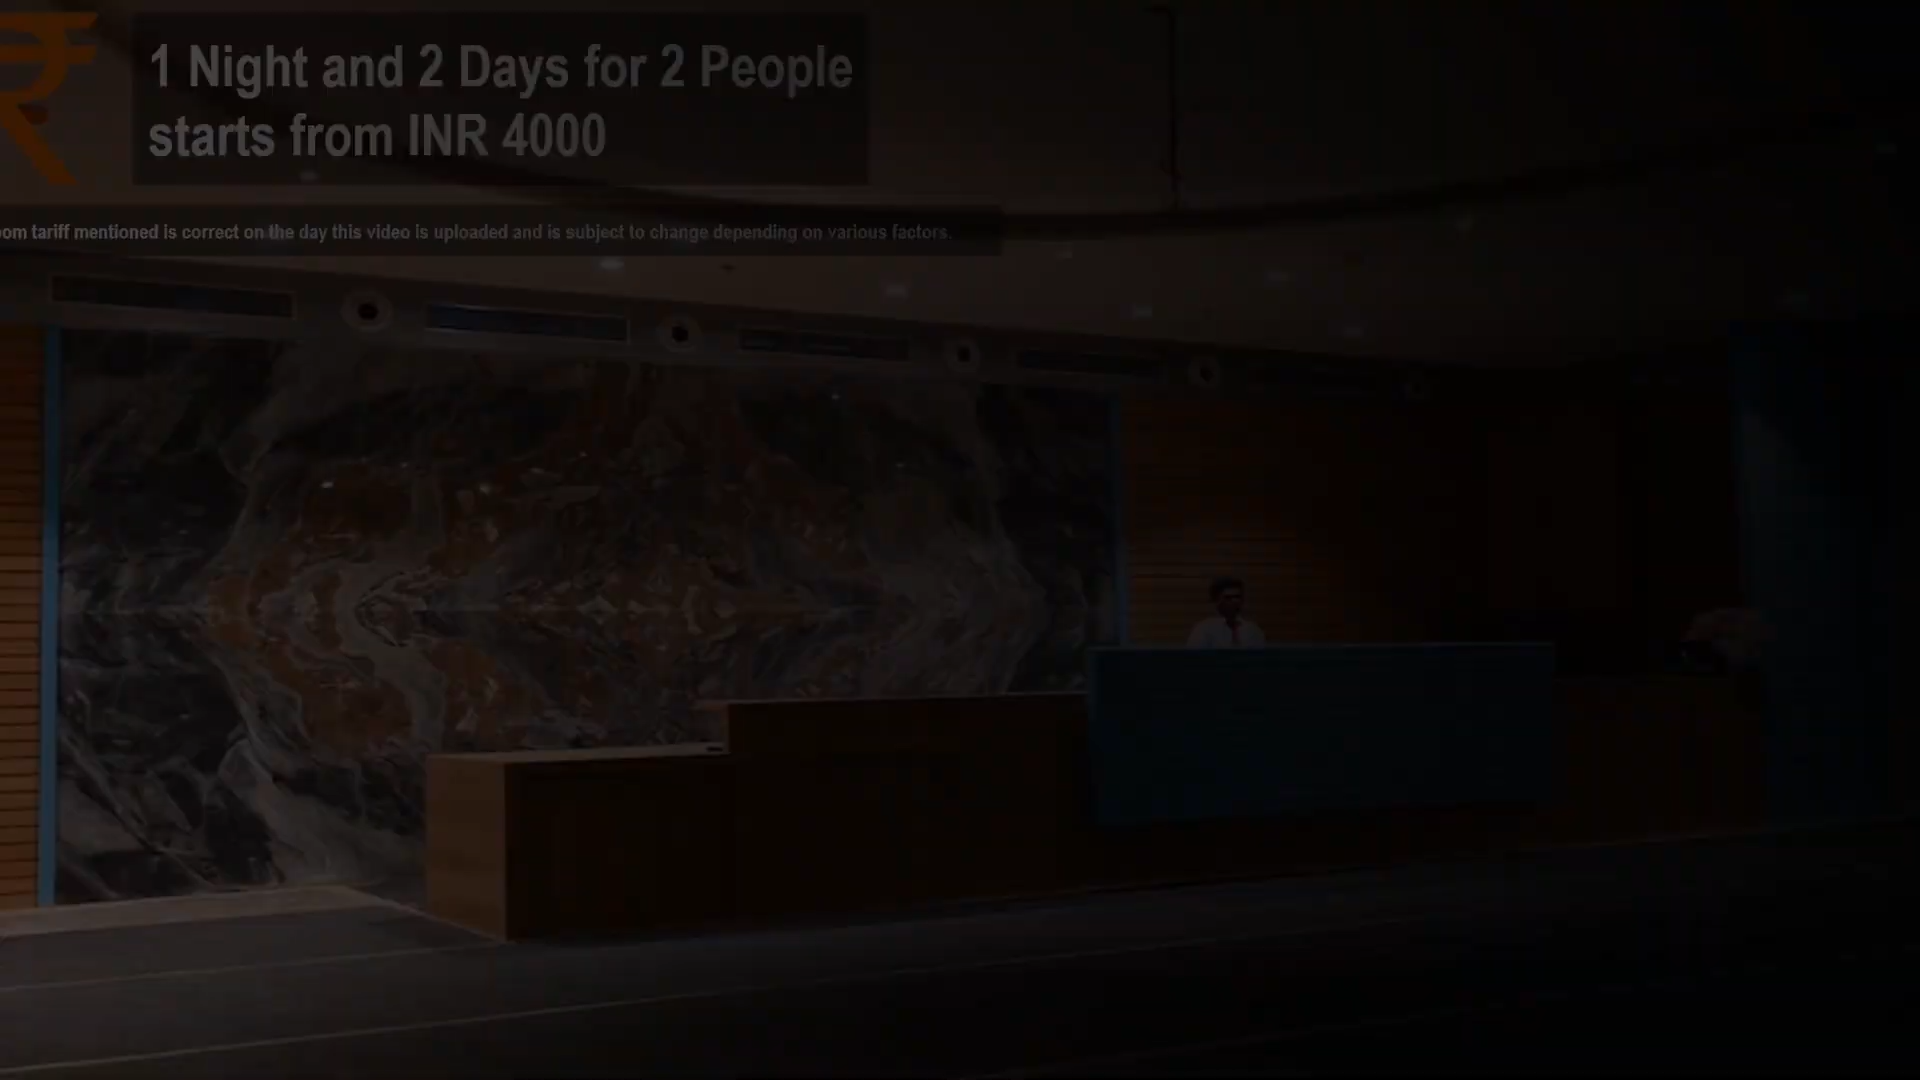 ₹
1 Night and 2 Days for 2 People
starts from INR 4000
tariff mentioned is correct on the day this video is uploaded and is subject to change depending on various factors.